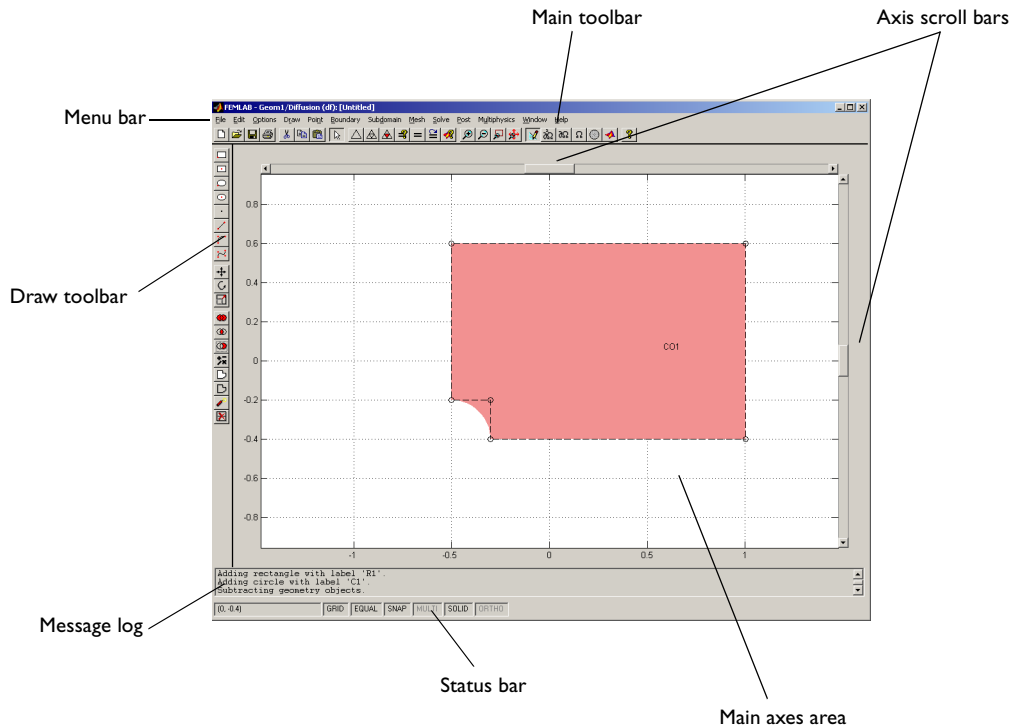 Main toolbar
Axis scroll bars
FEMLAB - Geom1/Diffusion (df): [Untitled]
Menu bar
File Edit Options Draw Point Boundary Subdomain Mesh Solve Post Multiphysics Window Help
0.8
0.6
0.4
Draw toolbar
0.2
CO1
0
-0.2
-0.4
-0.6
-0.8
-1 -0.5 0 0.5 1
Adding rectangle with label 'R1'.
Adding circle with label 'C1'.
Subtracting geometry objects.
(0, -0.4) GRID EQUAL SNAP MULTI SOLID ORTHO
Message log
Status bar
Main axes area